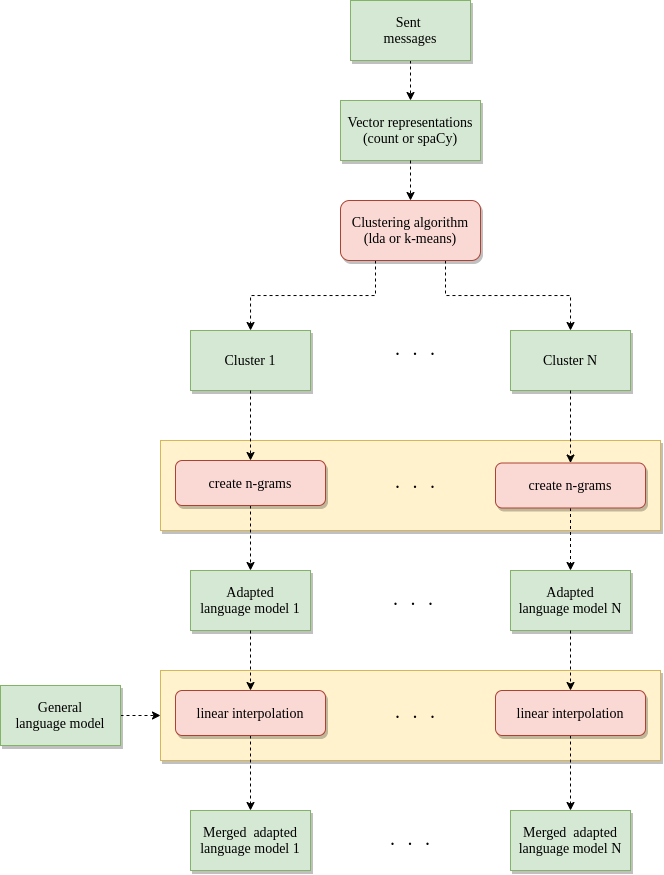 Sent
messages
Vector representations
(count or spaCy)
Clustering algorithm
(lda or k-means)
Cluster 1
. . .
Cluster N
create n-grams
. . .
create n-grams
Adapted
language model 1
. . .
Adapted
language model N
General
language model
linear interpolation
. . .
linear interpolation
Merged adapted
language model 1
. . .
Merged adapted
language model N